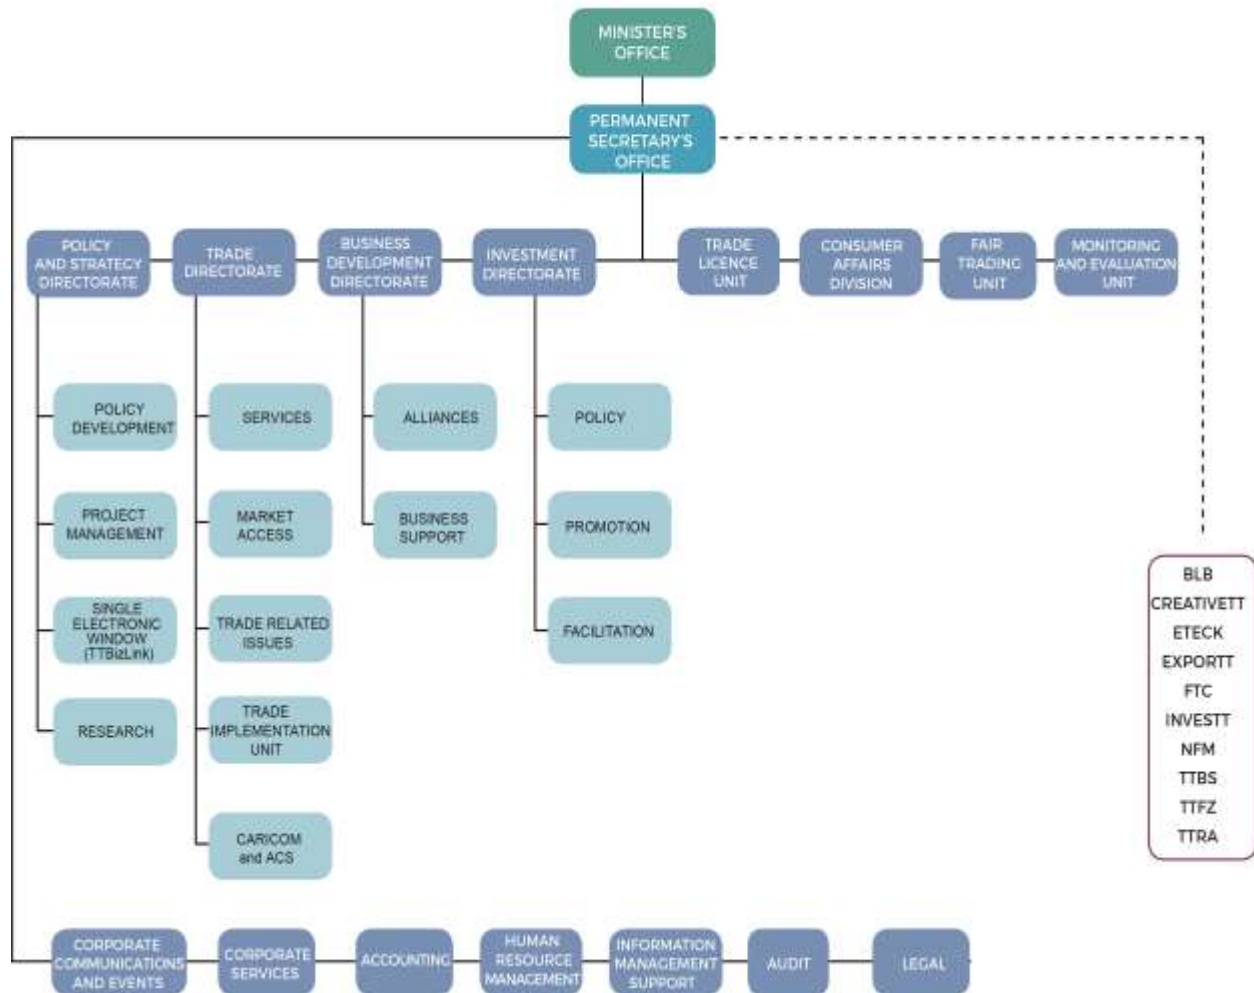 MINISTER'S
OFFICE
PERMANENT
SECRETARY'S
OFFICE
POLICY
AND STRATEGY
DIRECTORATE
TRADE
DIRECTORATE
BUSINESS
DEVELOPMENT
DIRECTORATE
INVESTMENT
DIRECTORATE
TRADE
LICENCE
UNIT
CONSUMER
AFFAIRS
DIVISION
FAIR
TRADING
UNIT
MONITORING
AND EVALUATION
UNIT
POLICY
DEVELOPMENT
PROJECT
MANAGEMENT
SINGLE
ELECTRONIC
WINDOW
(TTBizLink)
RESEARCH
SERVICES
MARKET
ACCESS
TRADE RELATED
ISSUES
TRADE
IMPLEMENTATION
UNIT
CARICOM
and ACS
ALLIANCES
BUSINESS
SUPPORT
POLICY
PROMOTION
FACILITATION
BLB
CREATIVETT
ETECK
EXPORTT
FTC
INVESTT
NFM
TTBS
TTFZ
TTRA
CORPORATE
COMMUNICATIONS
AND EVENTS
CORPORATE
SERVICES
ACCOUNTING
HUMAN
RESOURCE
MANAGEMENT
INFORMATION
MANAGEMENT
SUPPORT
AUDIT
LEGAL